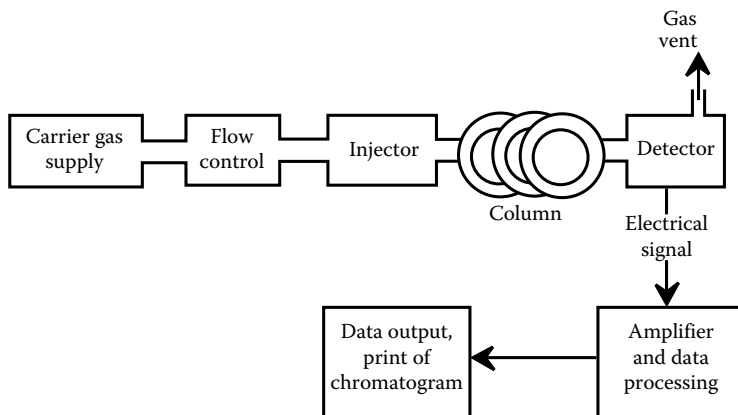 Gas
vent
Carrier gas
supply
Flow
control
Injector
Column
Detector
Electrical
signal
Data output,
print of
chromatogram
Amplifier
and data
processing